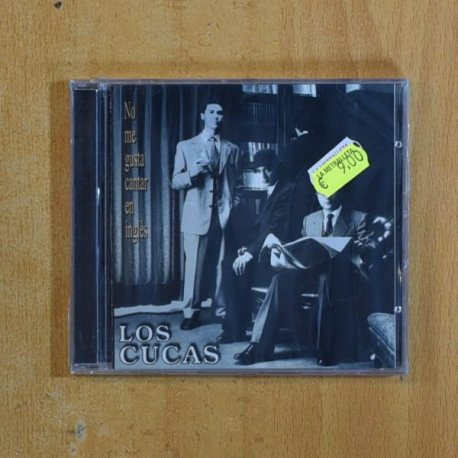 No
me
gusta
cantar
en
inglés
LA METRALLETA
€ 9,00
LOS
CUCAS